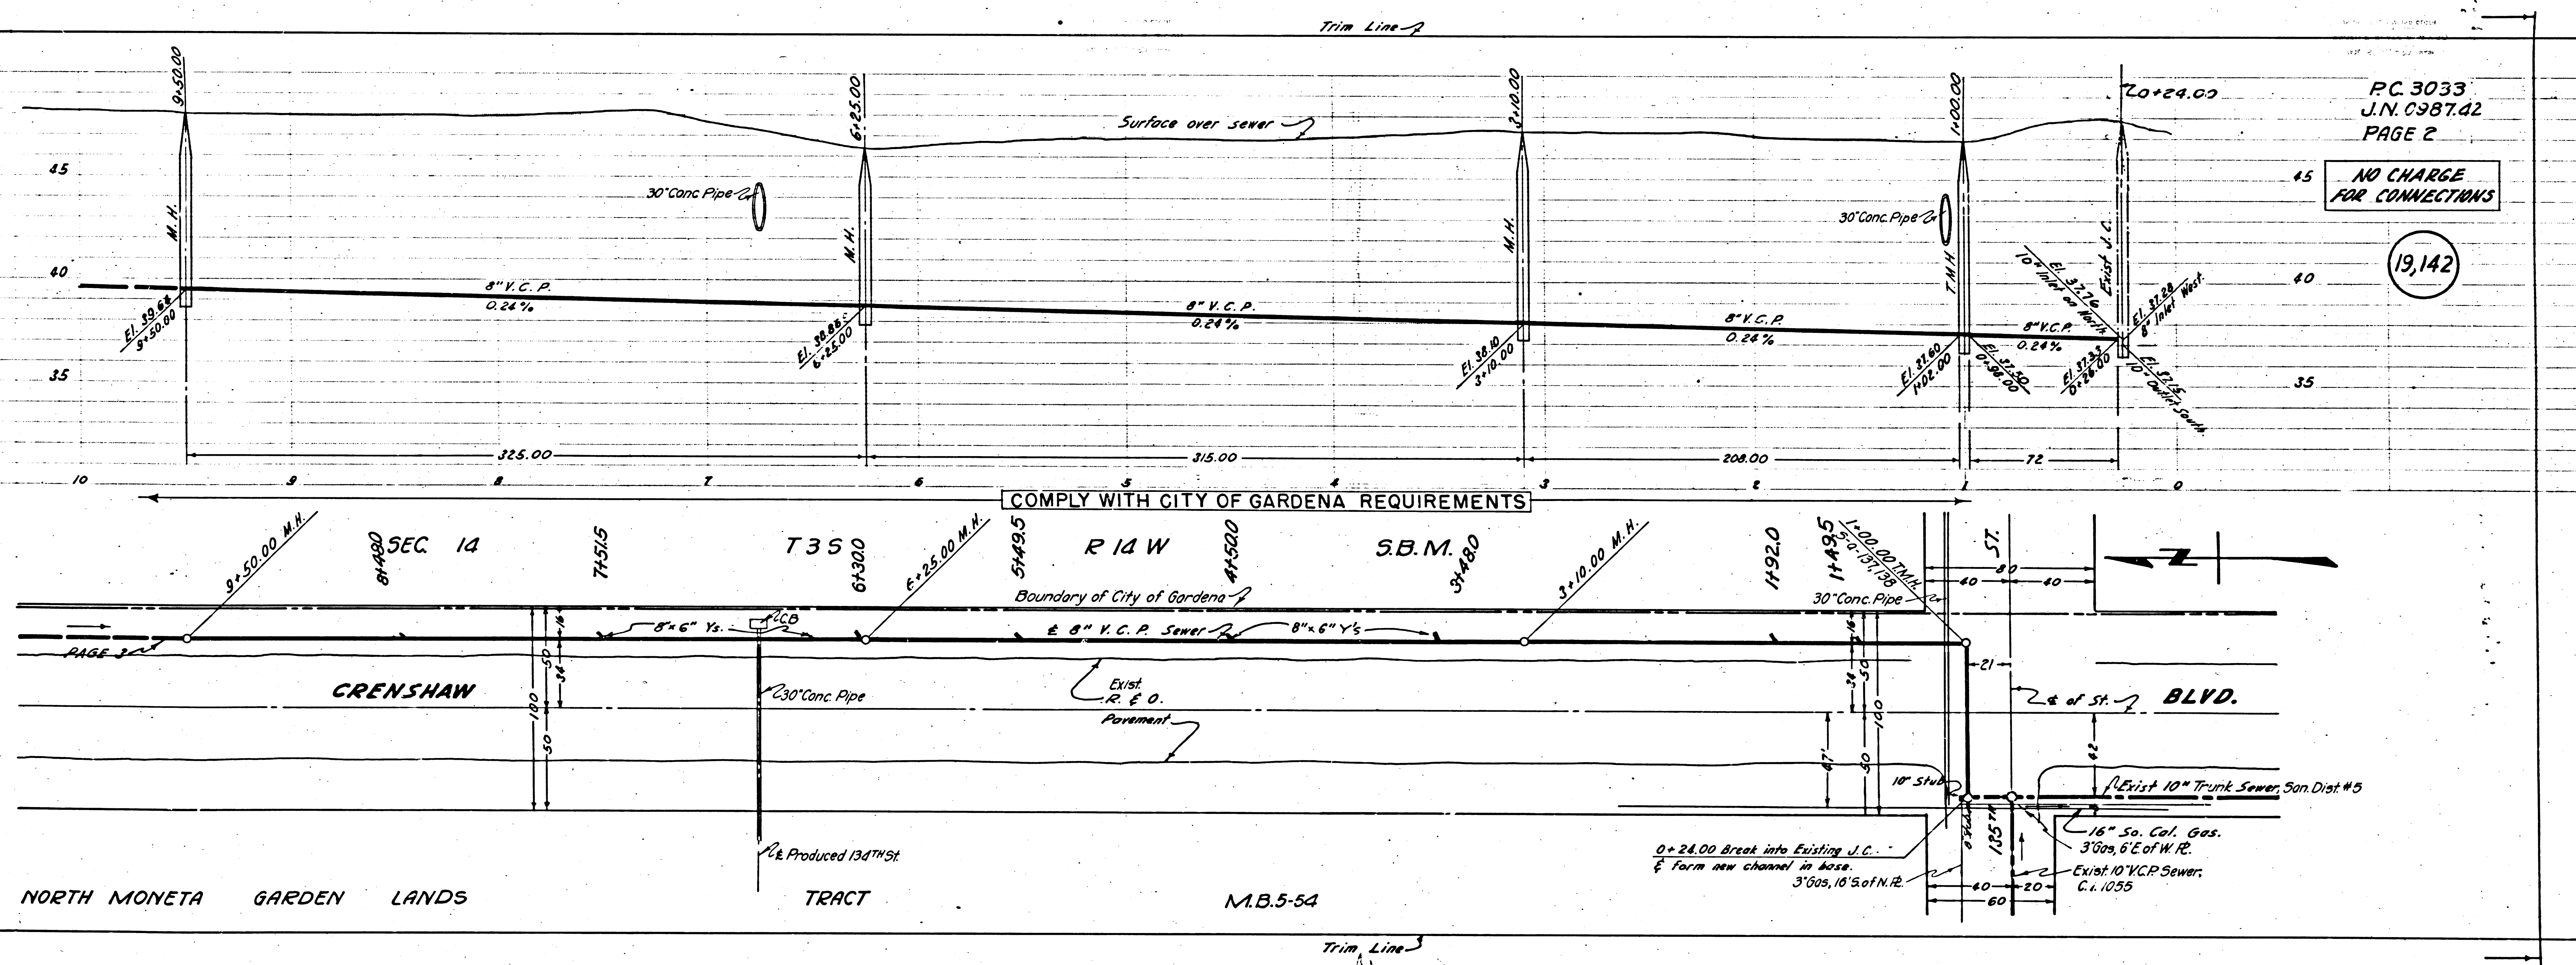 Trim Line
P.C. 3033
J.N. 0987.42
PAGE 2
NO CHARGE
FOR CONNECTIONS
19,142
9+50.00
6+25.00
3+10.00
1+00.00
0+24.00
Surface over sewer
45
40
35
45
40
35
M.H.
M.H.
M.H.
T.M.H.
Exist J.C.
30" Conc. Pipe
30" Conc. Pipe
8" V.C.P.
0.24%
8" V.C.P.
0.24%
8" V.C.P.
0.24%
8" V.C.P.
0.24%
El. 39.64
9+50.00
El. 38.86
6+25.00
El. 38.10
3+10.00
El. 37.60
1+02.00
El. 37.50
0+98.00
El. 37.33
0+26.00
El. 37.76
10" Inlet on North
El. 37.28
8" Inlet West.
El. 37.15
10" Outlet South.
325.00
315.00
208.00
72
10 9 8 7 6 5 4 3 2 1 0
COMPLY WITH CITY OF GARDENA REQUIREMENTS
9+50.00 M.H.
8+48.0
SEC. 14
7+51.5
T 3 S
6+30.0
6+25.00 M.H.
5+49.5
R 14 W
4+50.0
S.B.M.
3+48.0
3+10.00 M.H.
1+92.0
1+49.5
1+00.00 T.M.H.
S-a-137,138
ST.
80
40 40
30" Conc. Pipe
Boundary of City of Gardena
C.B.
8"x6" Ys.
℄ 8" V.C.P. Sewer
8"x6" Y's
PAGE 3
16
50
34
100
50
16
50
34
100
50
47'
21
42
CRENSHAW
30" Conc. Pipe
Exist.
R. & O.
Pavement
℄ of St.
BLVD.
10" Stub
Exist 10" Trunk Sewer, San. Dist. #5
16" So. Cal. Gas.
3" Gas, 6' E. of W. PL.
Exist. 10" V.C.P. Sewer,
C.I. 1055
135TH
0+24.00 Break into Existing J.C.
& form new channel in base.
3" Gas, 16' S. of N. PL.
40 20
60
℄ Produced 134TH St.
NORTH MONETA GARDEN LANDS TRACT M.B. 5-54
Trim Line